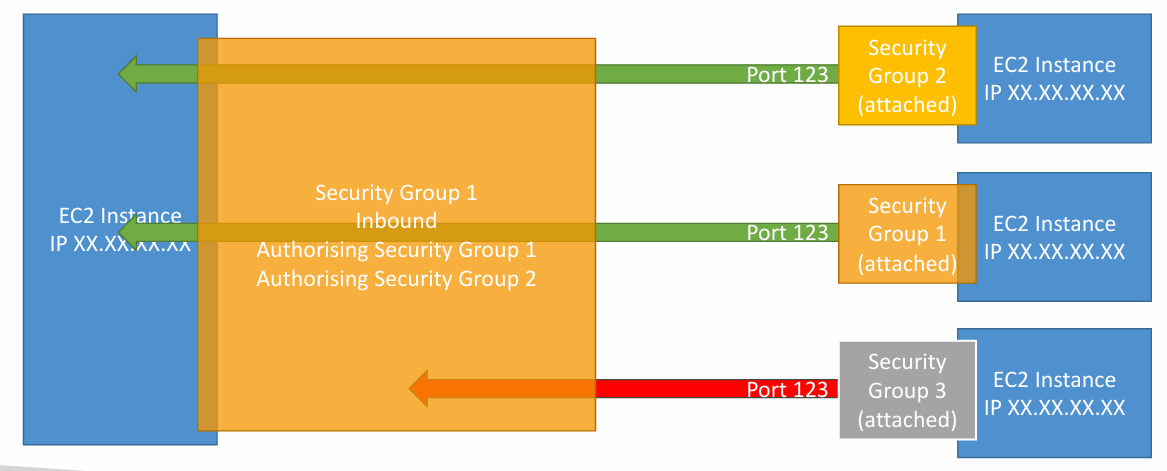 EC2 Instance
IP XX.XX.XX.XX
Security Group 1
Inbound
Authorising Security Group 1
Authorising Security Group 2
Port 123
Security
Group 2
(attached)
EC2 Instance
IP XX.XX.XX.XX
Port 123
Security
Group 1
(attached)
EC2 Instance
IP XX.XX.XX.XX
Port 123
Security
Group 3
(attached)
EC2 Instance
IP XX.XX.XX.XX